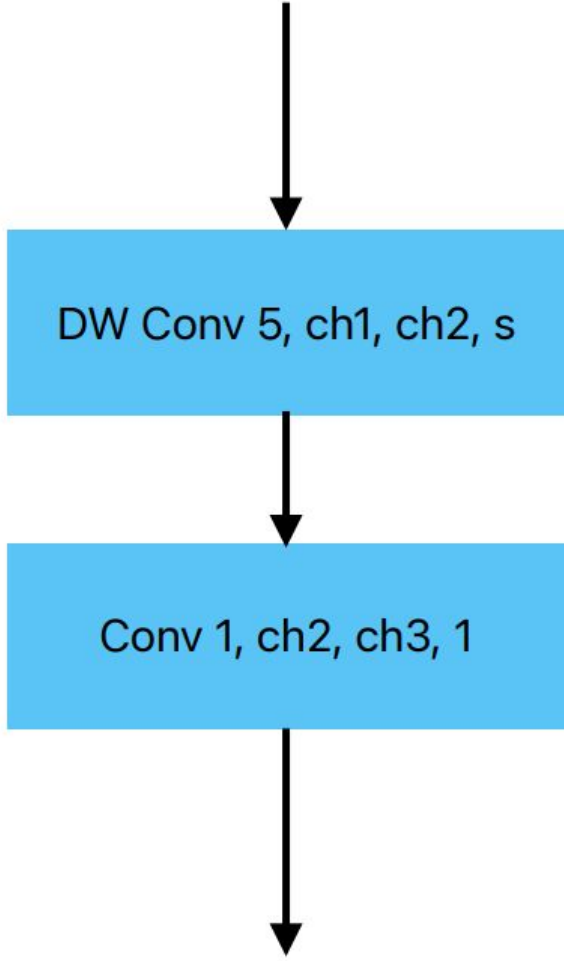 DW Conv 5, ch1, ch2, s
Conv 1, ch2, ch3, 1